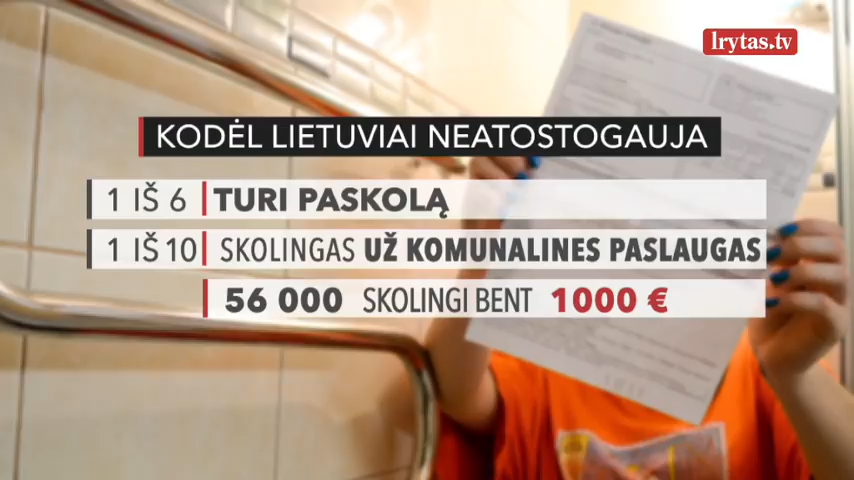 lrytas.tv
KODĖL LIETUVIAI NEATOSTOGAUJA
1 IŠ 6 TURI PASKOLĄ
1 IŠ 10 SKOLINGAS UŽ KOMUNALINES PASLAUGAS
56 000 SKOLINGI BENT 1000 €